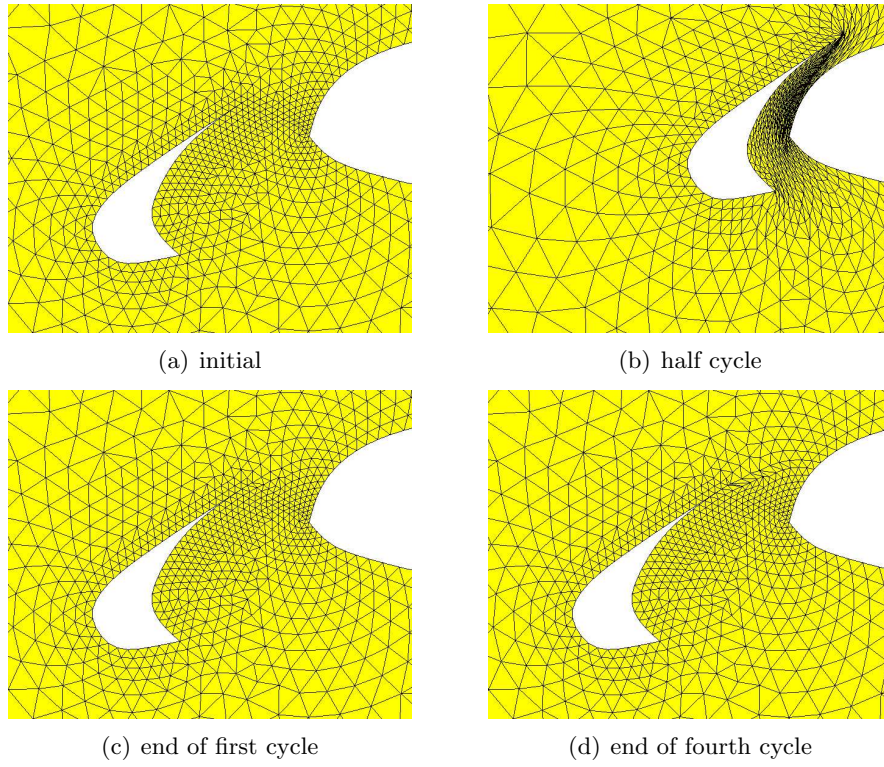 (a) initial
(b) half cycle
(c) end of first cycle
(d) end of fourth cycle